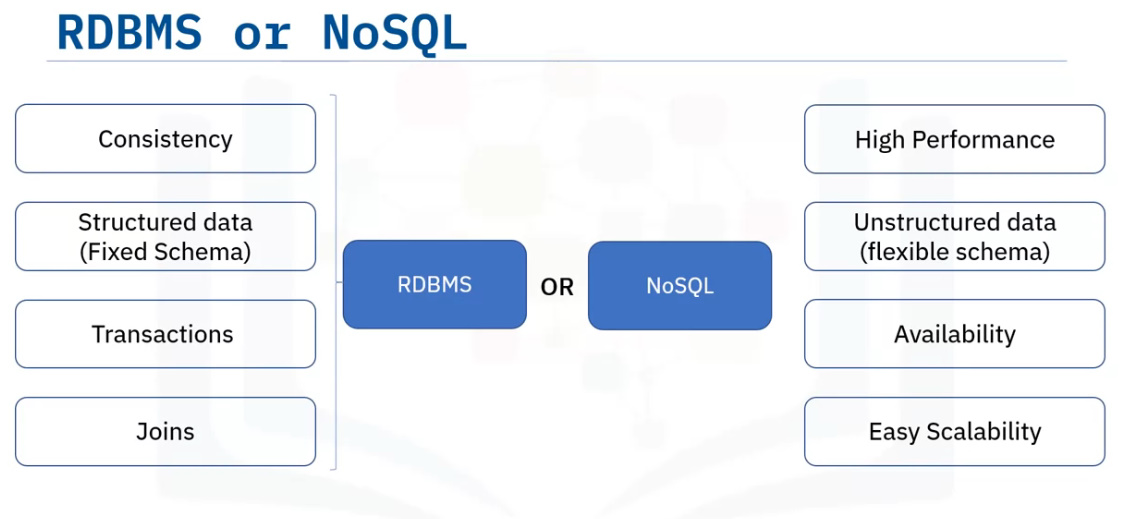 RDBMS or NoSQL
Consistency
Structured data
(Fixed Schema)
Transactions
Joins
RDBMS
OR
NoSQL
High Performance
Unstructured data
(flexible schema)
Availability
Easy Scalability